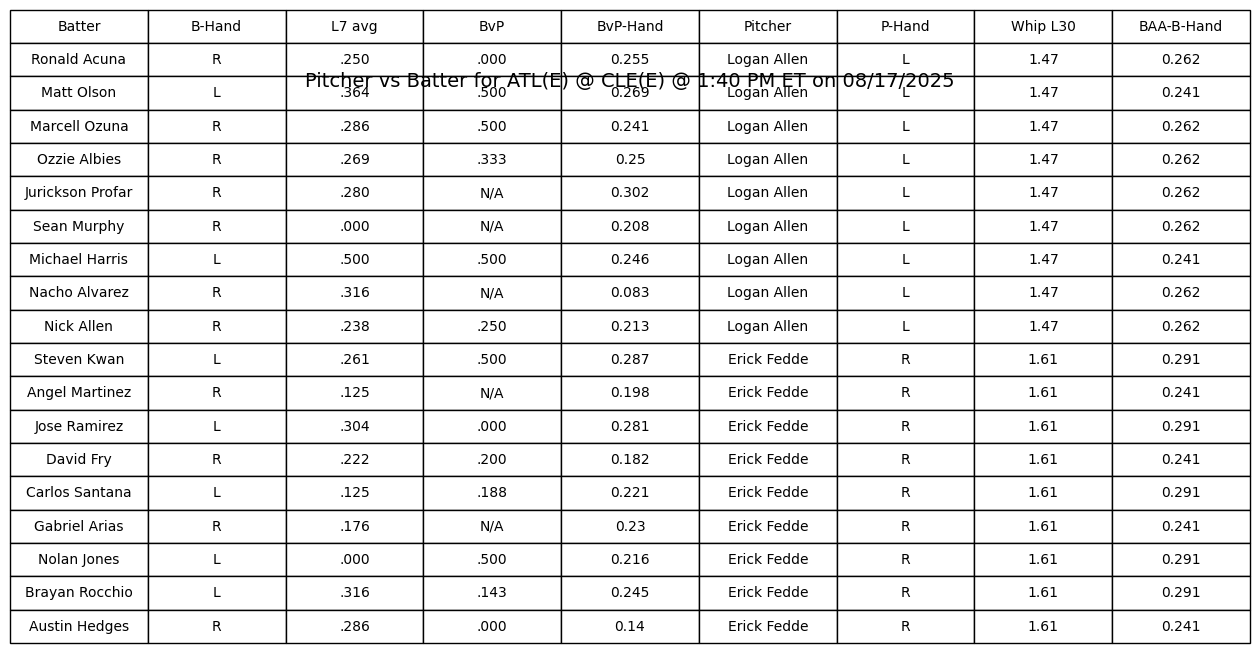 Batter B-Hand L7 avg BvP BvP-Hand Pitcher P-Hand Whip L30 BAA-B-Hand
Ronald Acuna R .250 .000 0.255 Logan Allen L 1.47 0.262
Pitcher vs Batter for ATL(E) @ CLE(E) @ 1:40 PM ET on 08/17/2025
Matt Olson L .364 .500 0.269 Logan Allen L 1.47 0.241
Marcell Ozuna R .286 .500 0.241 Logan Allen L 1.47 0.262
Ozzie Albies R .269 .333 0.25 Logan Allen L 1.47 0.262
Jurickson Profar R .280 N/A 0.302 Logan Allen L 1.47 0.262
Sean Murphy R .000 N/A 0.208 Logan Allen L 1.47 0.262
Michael Harris L .500 .500 0.246 Logan Allen L 1.47 0.241
Nacho Alvarez R .316 N/A 0.083 Logan Allen L 1.47 0.262
Nick Allen R .238 .250 0.213 Logan Allen L 1.47 0.262
Steven Kwan L .261 .500 0.287 Erick Fedde R 1.61 0.291
Angel Martinez R .125 N/A 0.198 Erick Fedde R 1.61 0.241
Jose Ramirez L .304 .000 0.281 Erick Fedde R 1.61 0.291
David Fry R .222 .200 0.182 Erick Fedde R 1.61 0.241
Carlos Santana L .125 .188 0.221 Erick Fedde R 1.61 0.291
Gabriel Arias R .176 N/A 0.23 Erick Fedde R 1.61 0.241
Nolan Jones L .000 .500 0.216 Erick Fedde R 1.61 0.291
Brayan Rocchio L .316 .143 0.245 Erick Fedde R 1.61 0.291
Austin Hedges R .286 .000 0.14 Erick Fedde R 1.61 0.241